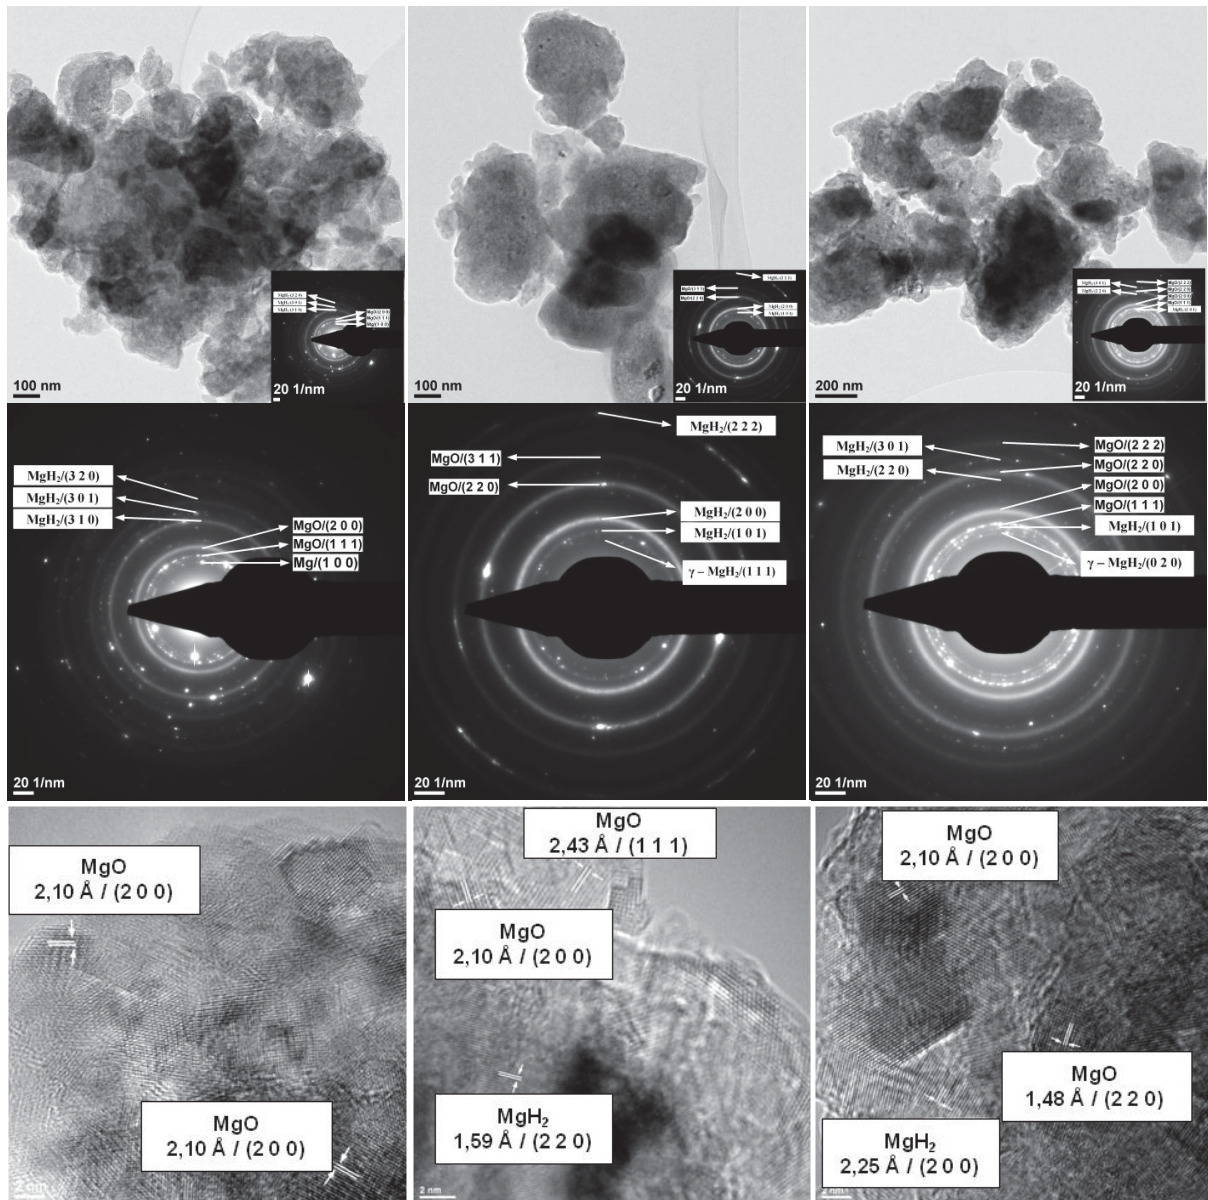 100 nm
20 1/nm
100 nm
20 1/nm
200 nm
20 1/nm
MgH₂/(3 2 0)
MgH₂/(3 0 1)
MgH₂/(3 1 0)
MgO/(2 0 0)
MgO/(1 1 1)
Mg/(1 0 0)
20 1/nm
MgH₂/(2 2 2)
MgO/(3 1 1)
MgO/(2 2 0)
MgH₂/(2 0 0)
MgH₂/(1 0 1)
γ – MgH₂/(1 1 1)
20 1/nm
MgH₂/(3 0 1)
MgH₂/(2 2 0)
MgO/(2 2 2)
MgO/(2 2 0)
MgO/(2 0 0)
MgO/(1 1 1)
MgH₂/(1 0 1)
γ – MgH₂/(0 2 0)
20 1/nm
MgO
2,10 Å / (2 0 0)
MgO
2,10 Å / (2 0 0)
2 nm
MgO
2,43 Å / (1 1 1)
MgO
2,10 Å / (2 0 0)
MgH₂
1,59 Å / (2 2 0)
2 nm
MgO
2,10 Å / (2 0 0)
MgO
1,48 Å / (2 2 0)
MgH₂
2,25 Å / (2 0 0)
2 nm